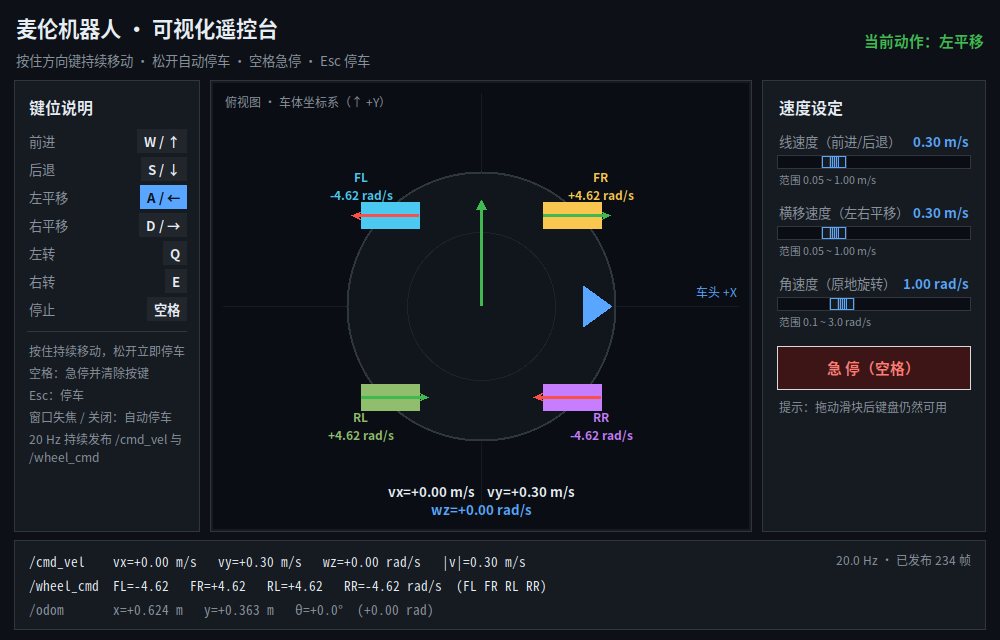 麦伦机器人 · 可视化遥控台
按住方向键持续移动 · 松开自动停车 · 空格急停 · Esc 停车
当前动作：左平移
键位说明
前进 W / ↑
后退 S / ↓
左平移 A / ←
右平移 D / →
左转 Q
右转 E
停止 空格
按住持续移动，松开立即停车
空格：急停并清除按键
Esc：停车
窗口失焦 / 关闭：自动停车
20 Hz 持续发布 /cmd_vel 与
/wheel_cmd
俯视图 · 车体坐标系（↑ +Y）
FL
-4.62 rad/s
FR
+4.62 rad/s
车头 +X
RL
+4.62 rad/s
RR
-4.62 rad/s
vx=+0.00 m/s vy=+0.30 m/s
wz=+0.00 rad/s
速度设定
线速度（前进/后退） 0.30 m/s
范围 0.05 ~ 1.00 m/s
横移速度（左右平移） 0.30 m/s
范围 0.05 ~ 1.00 m/s
角速度（原地旋转） 1.00 rad/s
范围 0.1 ~ 3.0 rad/s
急 停（空格）
提示：拖动滑块后键盘仍然可用
/cmd_vel vx=+0.00 m/s vy=+0.30 m/s wz=+0.00 rad/s |v|=0.30 m/s
20.0 Hz · 已发布 234 帧
/wheel_cmd FL=-4.62 FR=+4.62 RL=+4.62 RR=-4.62 rad/s (FL FR RL RR)
/odom x=+0.624 m y=+0.363 m θ=+0.0° (+0.00 rad)